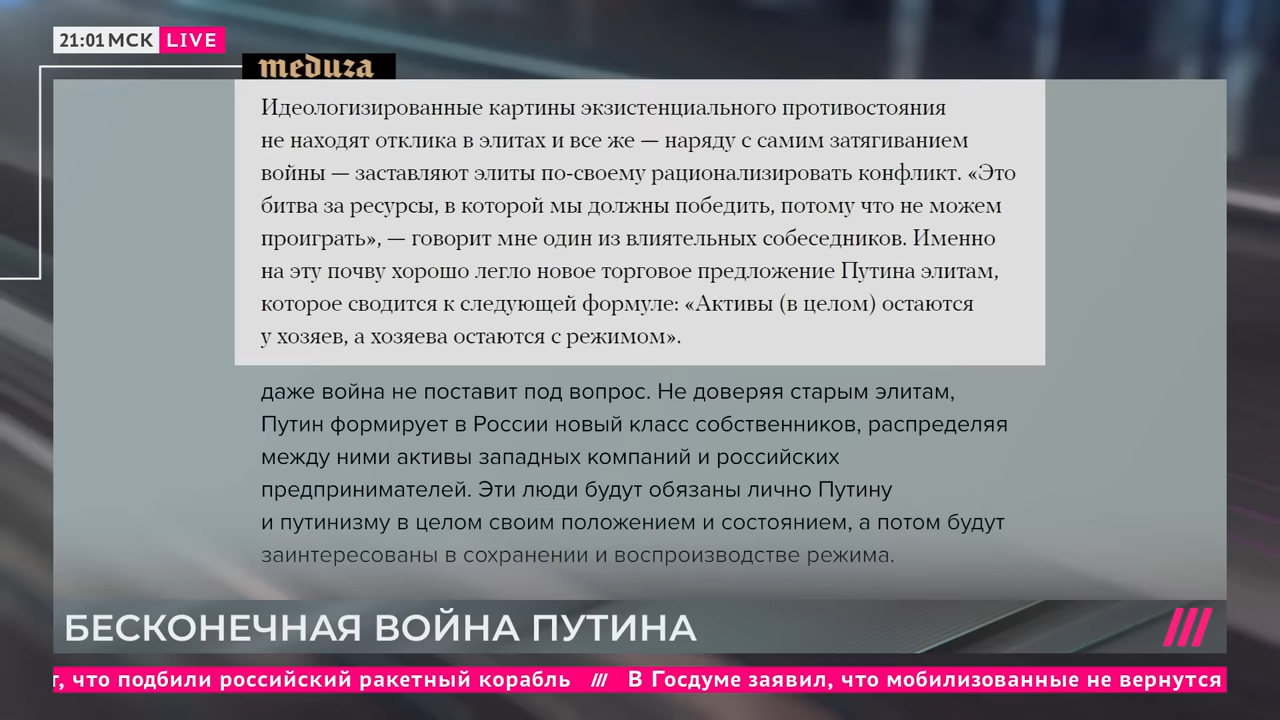 21:01 МСК LIVE
meduza
Идеологизированные картины экзистенциального противостояния
не находят отклика в элитах и все же — наряду с самим затягиванием
войны — заставляют элиты по-своему рационализировать конфликт. «Это
битва за ресурсы, в которой мы должны победить, потому что не можем
проиграть», — говорит мне один из влиятельных собеседников. Именно
на эту почву хорошо легло новое торговое предложение Путина элитам,
которое сводится к следующей формуле: «Активы (в целом) остаются
у хозяев, а хозяева остаются с режимом».
даже война не поставит под вопрос. Не доверяя старым элитам,
Путин формирует в России новый класс собственников, распределяя
между ними активы западных компаний и российских
предпринимателей. Эти люди будут обязаны лично Путину
и путинизму в целом своим положением и состоянием, а потом будут
заинтересованы в сохранении и воспроизводстве режима.
БЕСКОНЕЧНАЯ ВОЙНА ПУТИНА
, что подбили российский ракетный корабль /// В Госдуме заявил, что мобилизованные не вернутся